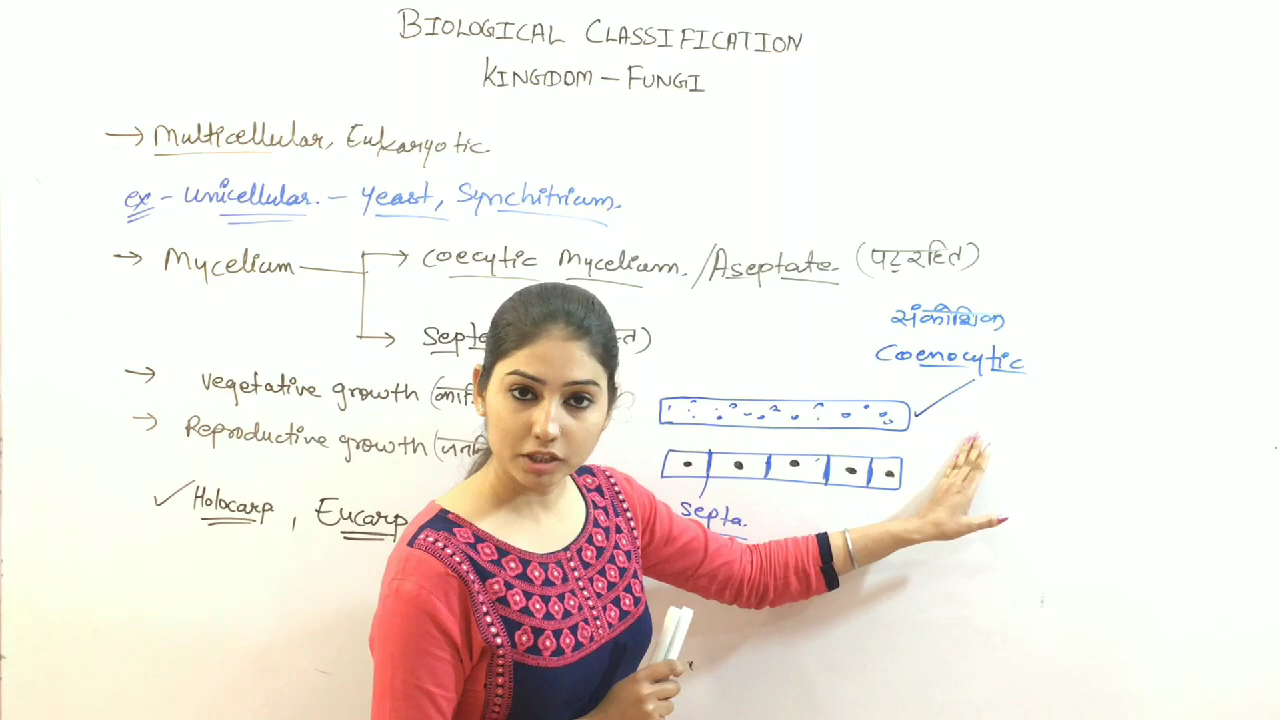 BIOLOGICAL CLASSIFICATION
KINGDOM – FUNGI
→ Multicellular, Eukaryotic
ex - Unicellular. – Yeast, Synchitrium.
→ Mycelium → Coecytic Mycelium. / Aseptate. (पट्रहित)
→ Septa
संकोशिक
Coenocytic
→ Vegetative growth (
→ Reproductive growth (
✓ Holocarp, Eucarp
Septa.